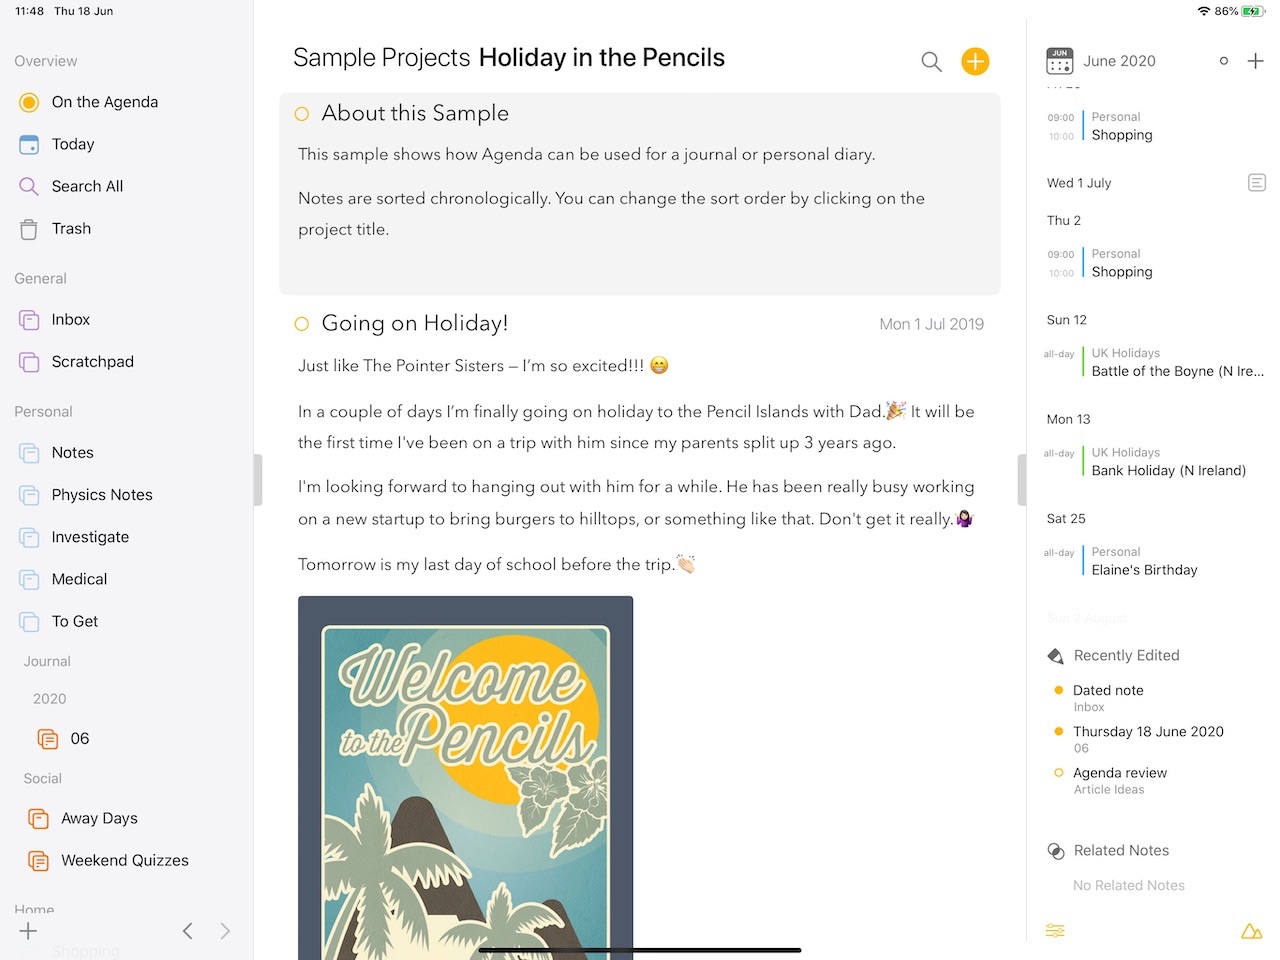 11:48 Thu 18 Jun
86%
Overview
On the Agenda
Today
Search All
Trash
General
Inbox
Scratchpad
Personal
Notes
Physics Notes
Investigate
Medical
To Get
Journal
2020
06
Social
Away Days
Weekend Quizzes
Home
Shopping
Sample Projects Holiday in the Pencils
About this Sample
This sample shows how Agenda can be used for a journal or personal diary.
Notes are sorted chronologically. You can change the sort order by clicking on the
project title.
Going on Holiday!
Mon 1 Jul 2019
Just like The Pointer Sisters – I'm so excited!!! 😁
In a couple of days I'm finally going on holiday to the Pencil Islands with Dad.🎉 It will be
the first time I've been on a trip with him since my parents split up 3 years ago.
I'm looking forward to hanging out with him for a while. He has been really busy working
on a new startup to bring burgers to hilltops, or something like that. Don't get it really.🤷🏻‍♀️
Tomorrow is my last day of school before the trip.👏🏻
Welcome
to the Pencils
JUN
June 2020
09:00 Personal
10:00 Shopping
Wed 1 July
Thu 2
09:00 Personal
10:00 Shopping
Sun 12
all-day UK Holidays
Battle of the Boyne (N Ire...
Mon 13
all-day UK Holidays
Bank Holiday (N Ireland)
Sat 25
all-day Personal
Elaine's Birthday
Sun 2 August
Recently Edited
Dated note
Inbox
Thursday 18 June 2020
06
Agenda review
Article Ideas
Related Notes
No Related Notes